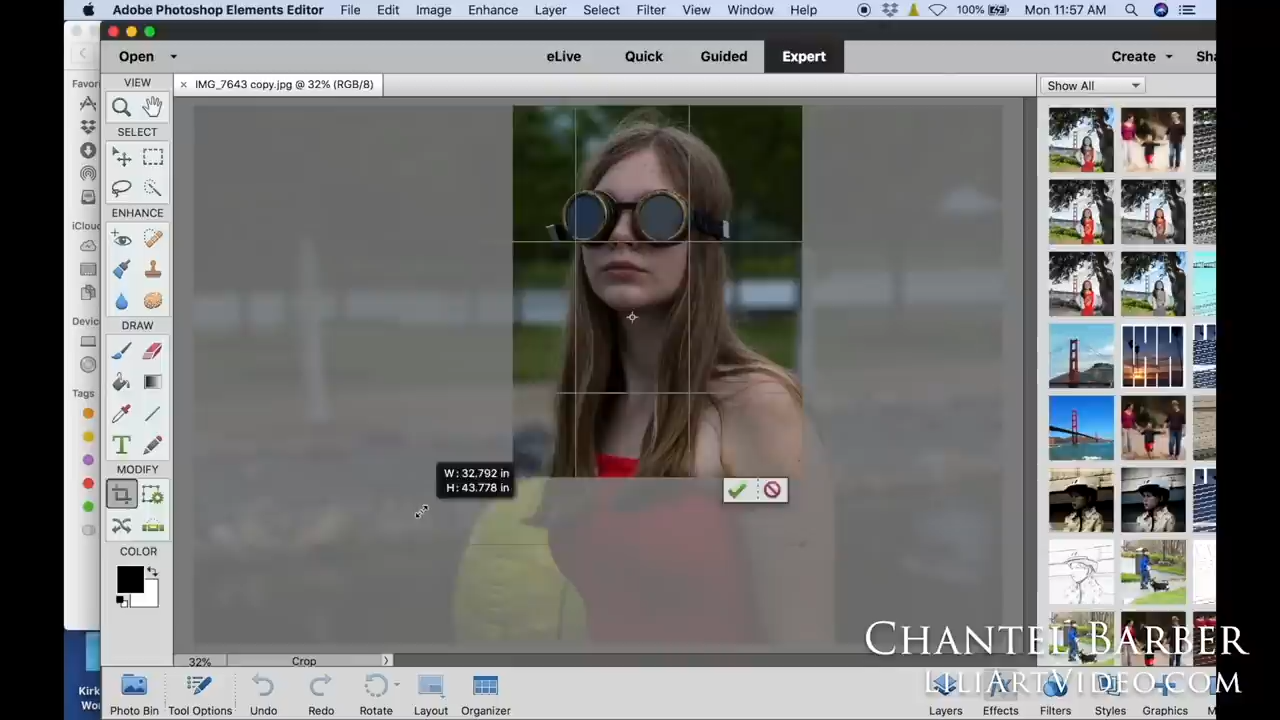 Adobe Photoshop Elements Editor File Edit Image Enhance Layer Select Filter View Window Help 100% Mon 11:57 AM
Open eLive Quick Guided Expert Create Sha
Favor
iClou
Devic
Tags
VIEW
IMG_7643 copy.jpg @ 32% (RGB/8)
Show All
SELECT
ENHANCE
DRAW
T
MODIFY
COLOR
W: 32.792 in
H: 43.778 in
32% Crop
Kirk
Wor
Photo Bin Tool Options Undo Redo Rotate Layout Organizer
Layers Effects Filters Styles Graphics M
CHANTEL BARBER
LILIARTVIDEO.COM